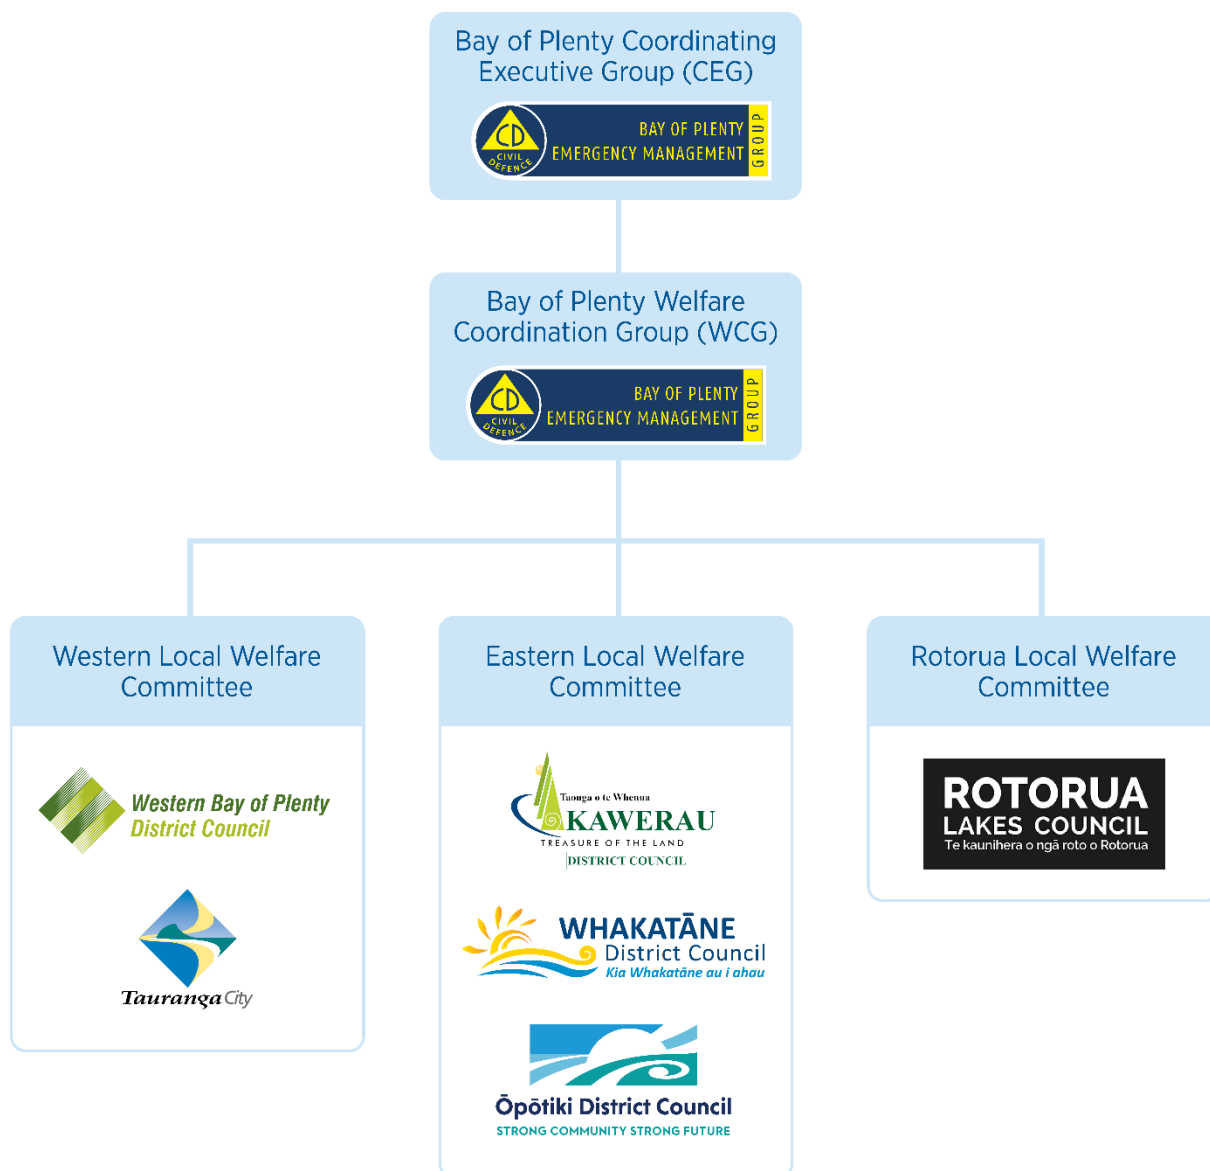 Bay of Plenty Coordinating
Executive Group (CEG)
CD
CIVIL
DEFENCE
BAY OF PLENTY
EMERGENCY MANAGEMENT
GROUP
Bay of Plenty Welfare
Coordination Group (WCG)
CD
CIVIL
DEFENCE
BAY OF PLENTY
EMERGENCY MANAGEMENT
GROUP
Western Local Welfare
Committee
Western Bay of Plenty
District Council
Tauranga City
Eastern Local Welfare
Committee
Taonga o te Whenua
KAWERAU
TREASURE OF THE LAND
DISTRICT COUNCIL
WHAKATĀNE
District Council
Kia Whakatāne au i ahau
Ōpōtiki District Council
STRONG COMMUNITY STRONG FUTURE
Rotorua Local Welfare
Committee
ROTORUA
LAKES COUNCIL
Te kaunihera o ngā roto o Rotorua